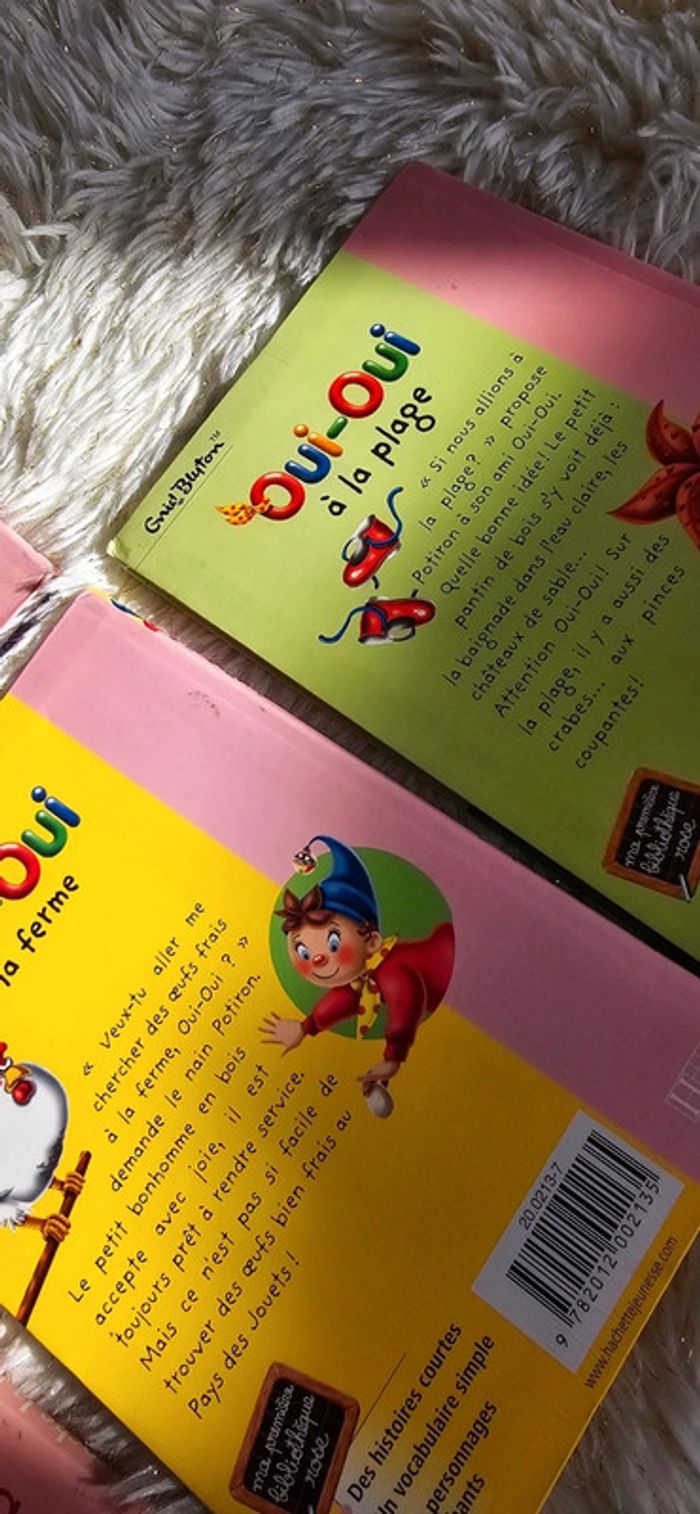 Enid Blyton™
Oui-Oui
à la plage
« Si nous allions à
la plage? » propose
Potiron à son ami Oui-Oui.
Quelle bonne idée! Le petit
pantin de bois s'y voit déjà :
la baignade dans l'eau claire, les
châteaux de sable...
Attention Oui-Oui! Sur
la plage, il y a aussi des
crabes... aux pinces
coupantes!
ma première
bibliothèque
rose
Oui
la ferme
« Veux-tu aller me
chercher des œufs frais
à la ferme, Oui-Oui ? »
demande le nain Potiron.
Le petit bonhomme en bois
accepte avec joie, il est
toujours prêt à rendre service.
Mais ce n'est pas si facile de
trouver des œufs bien frais au
Pays des Jouets !
ma première
bibliothèque
rose
Des histoires courtes
n vocabulaire simple
personnages
hants
20.0213-7
9 782012 002135
www.hachettejeunesse.com